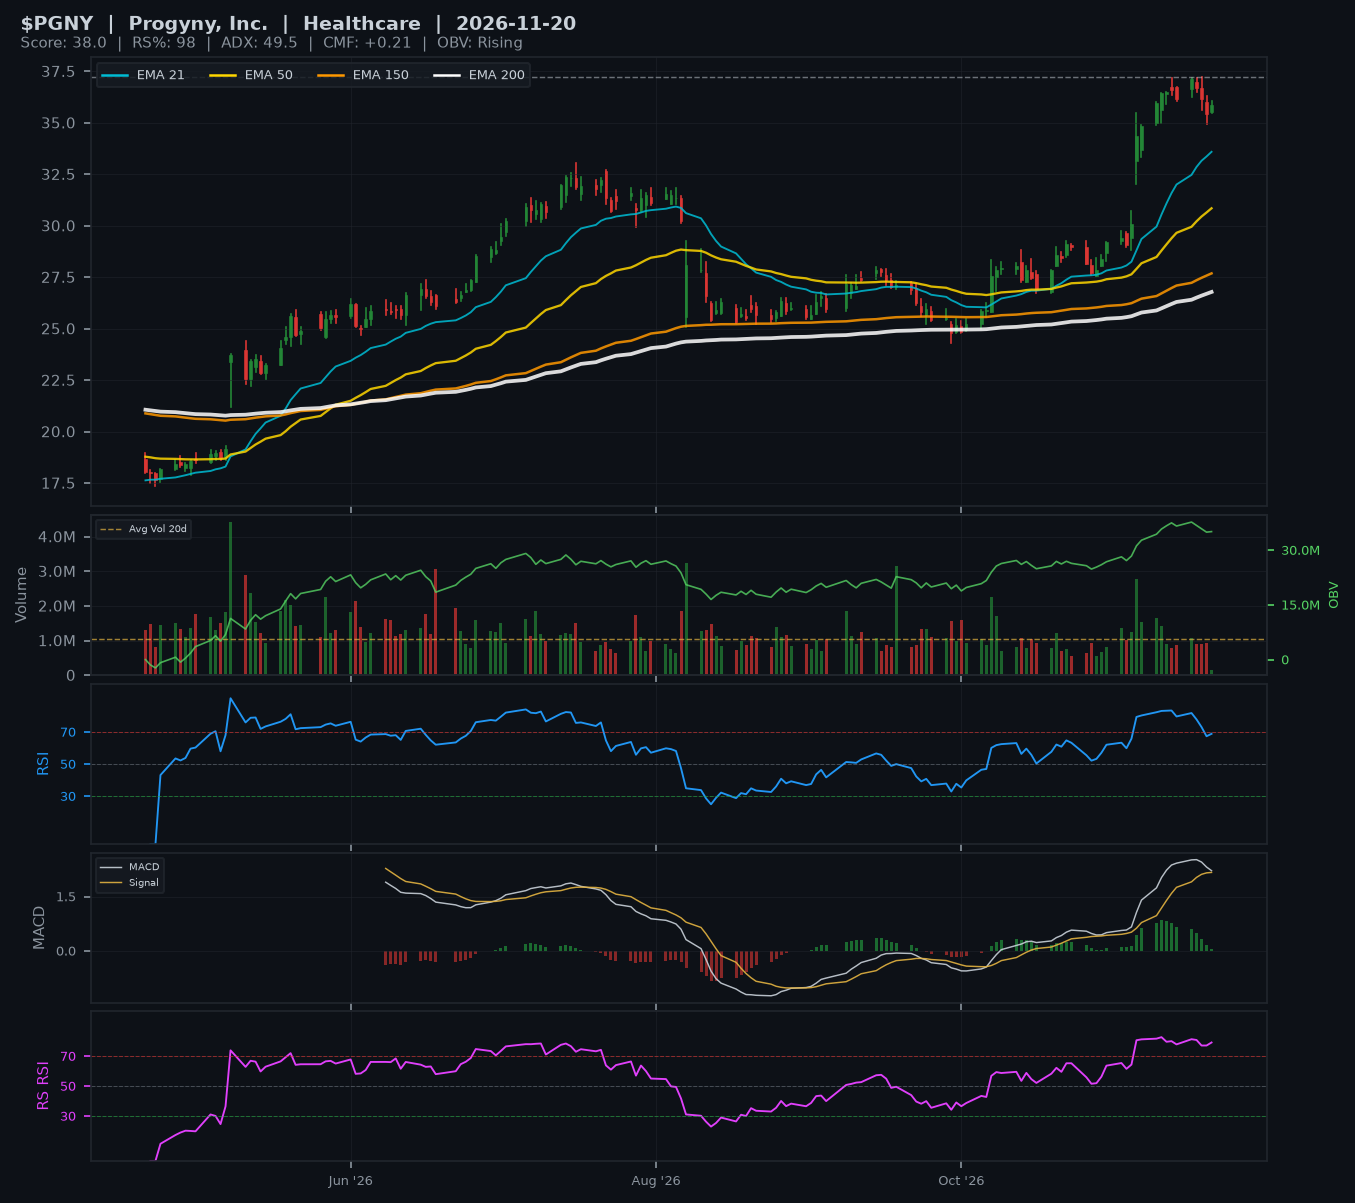 $PGNY | Progyny, Inc. | Healthcare | 2026-11-20
Score: 38.0 | RS%: 98 | ADX: 49.5 | CMF: +0.21 | OBV: Rising
EMA 21 EMA 50 EMA 150 EMA 200
37.5
35.0
32.5
30.0
27.5
25.0
22.5
20.0
17.5
Avg Vol 20d
Volume
4.0M
3.0M
2.0M
1.0M
0
30.0M
15.0M
0
OBV
RSI
70
50
30
MACD
Signal
MACD
1.5
0.0
RS RSI
70
50
30
Jun '26
Aug '26
Oct '26